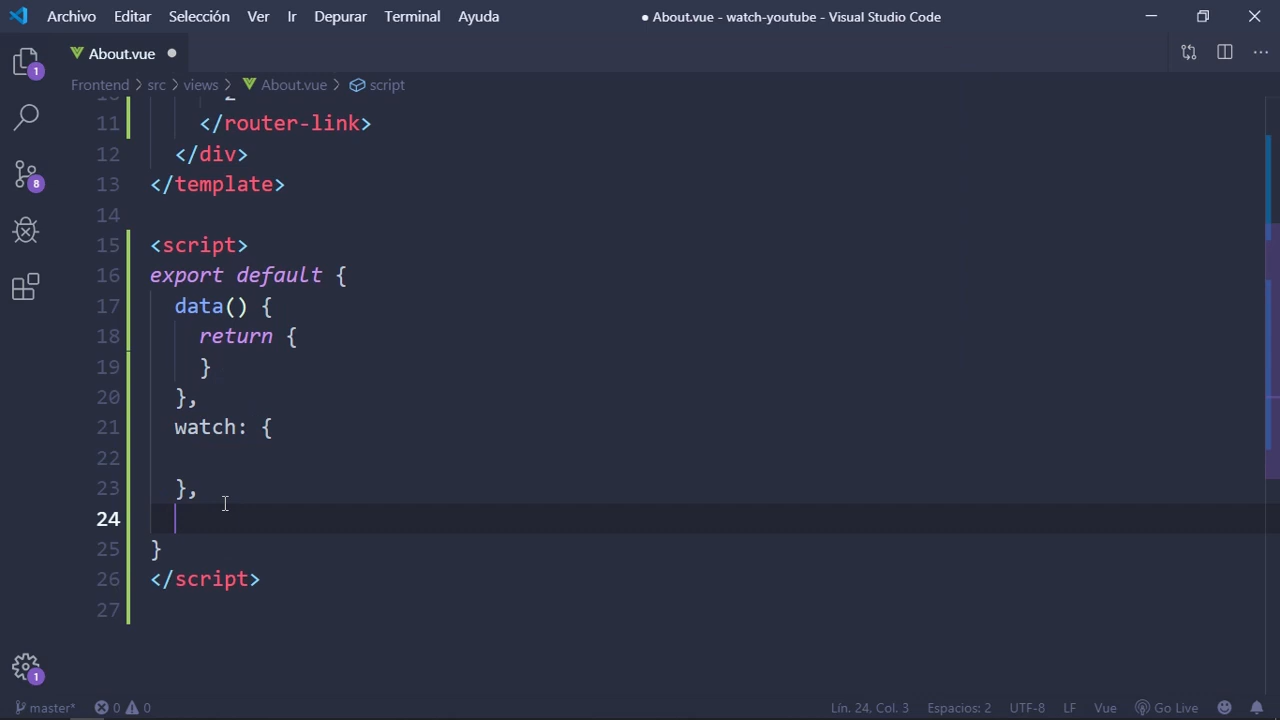 Archivo Editar Selección Ver Ir Depurar Terminal Ayuda ● About.vue - watch-youtube - Visual Studio Code
About.vue
Frontend > src > views > About.vue > script
1
8
1
11 </router-link>
12 </div>
13 </template>
14
15 <script>
16 export default {
17 data() {
18 return {
19 }
20 },
21 watch: {
22
23 },
24
25 }
26 </script>
27
master* 0 0 Lín. 24, Col. 3 Espacios: 2 UTF-8 LF Vue Go Live